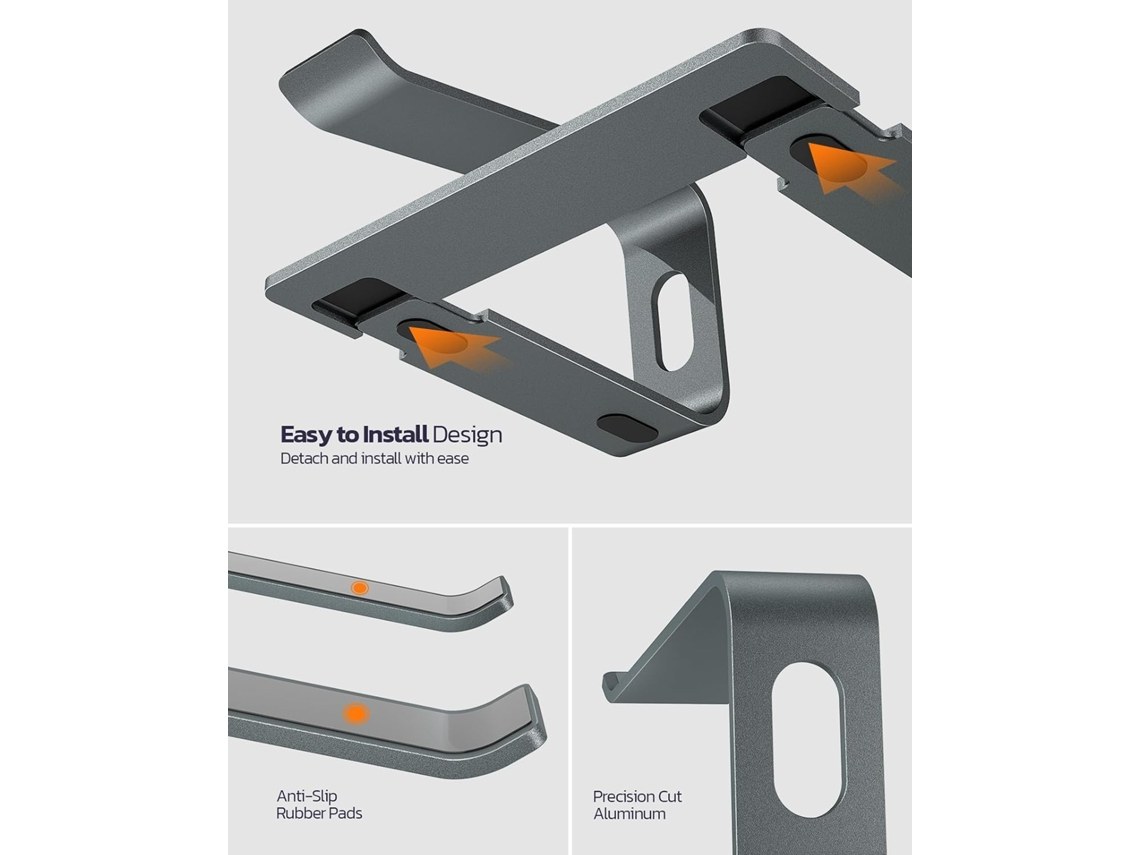 Easy to Install Design
Detach and install with ease
Anti-Slip
Rubber Pads
Precision Cut
Aluminum